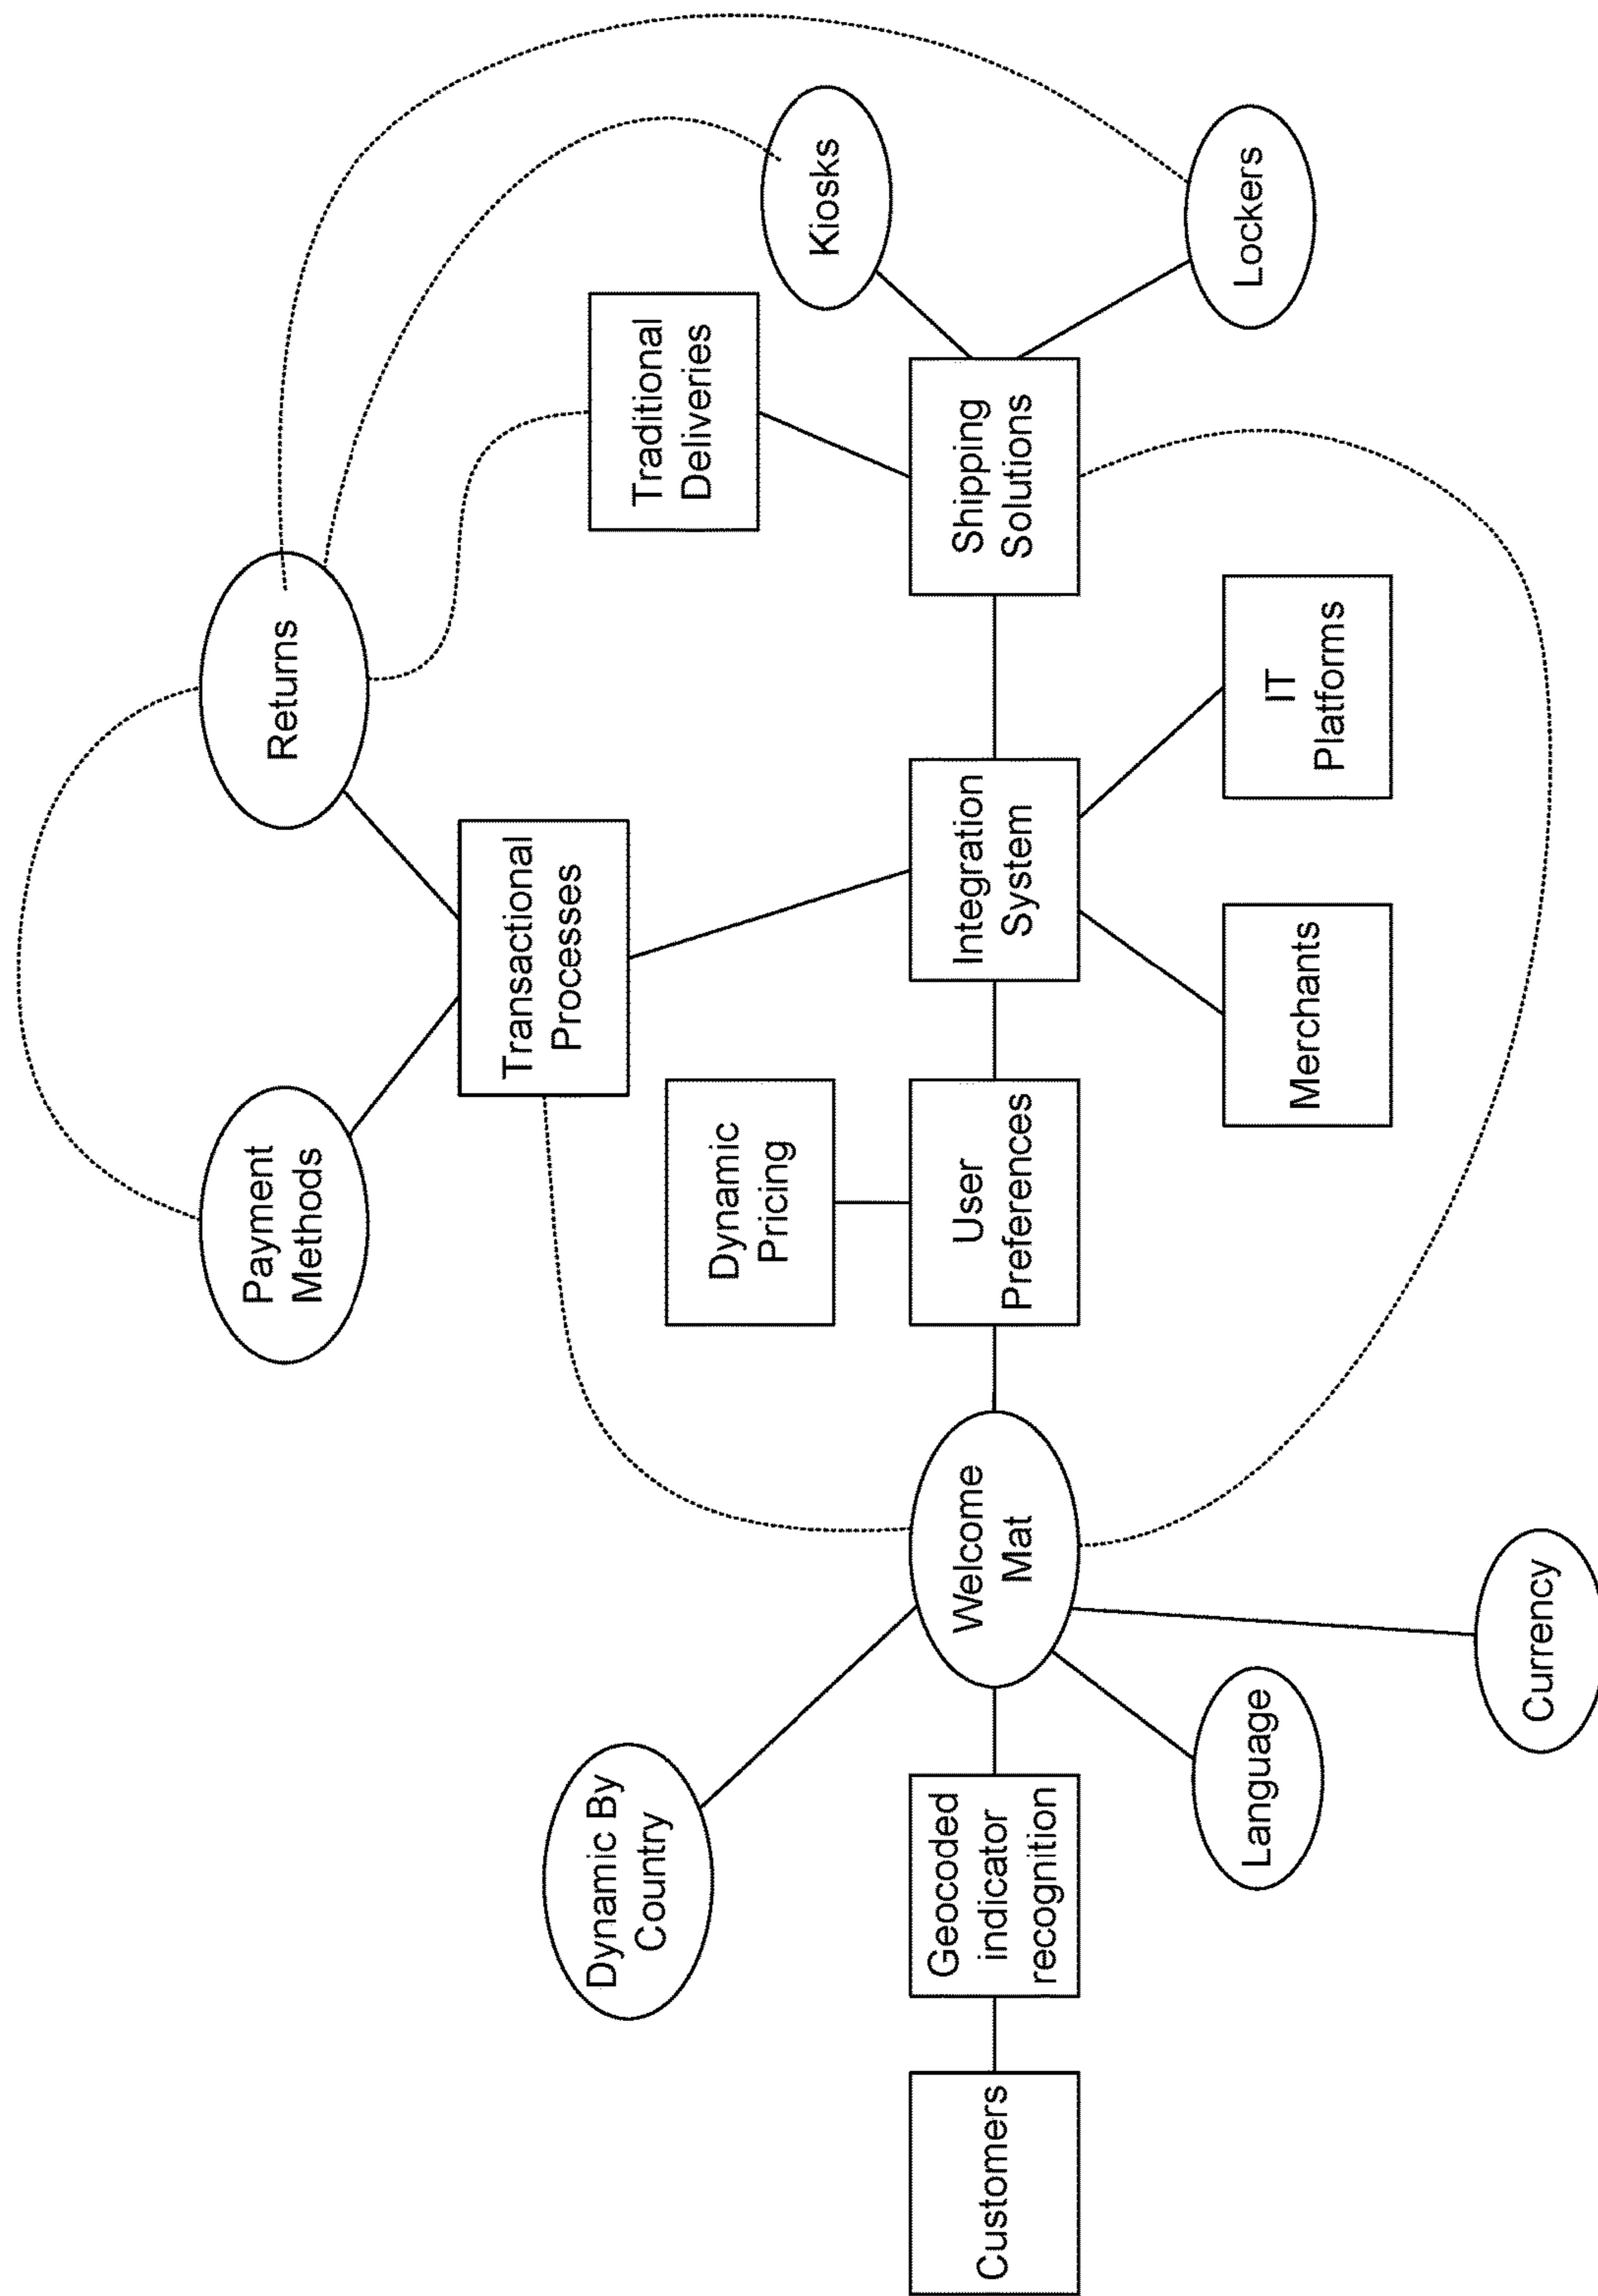 Payment
Methods
Returns
Transactional
Processes
Dynamic By
Country
Dynamic
Pricing
Traditional
Deliveries
Kiosks
Customers
Geocoded
indicator
recognition
Welcome
Mat
User
Preferences
Integration
System
Shipping
Solutions
Language
Merchants
IT
Platforms
Lockers
Currency